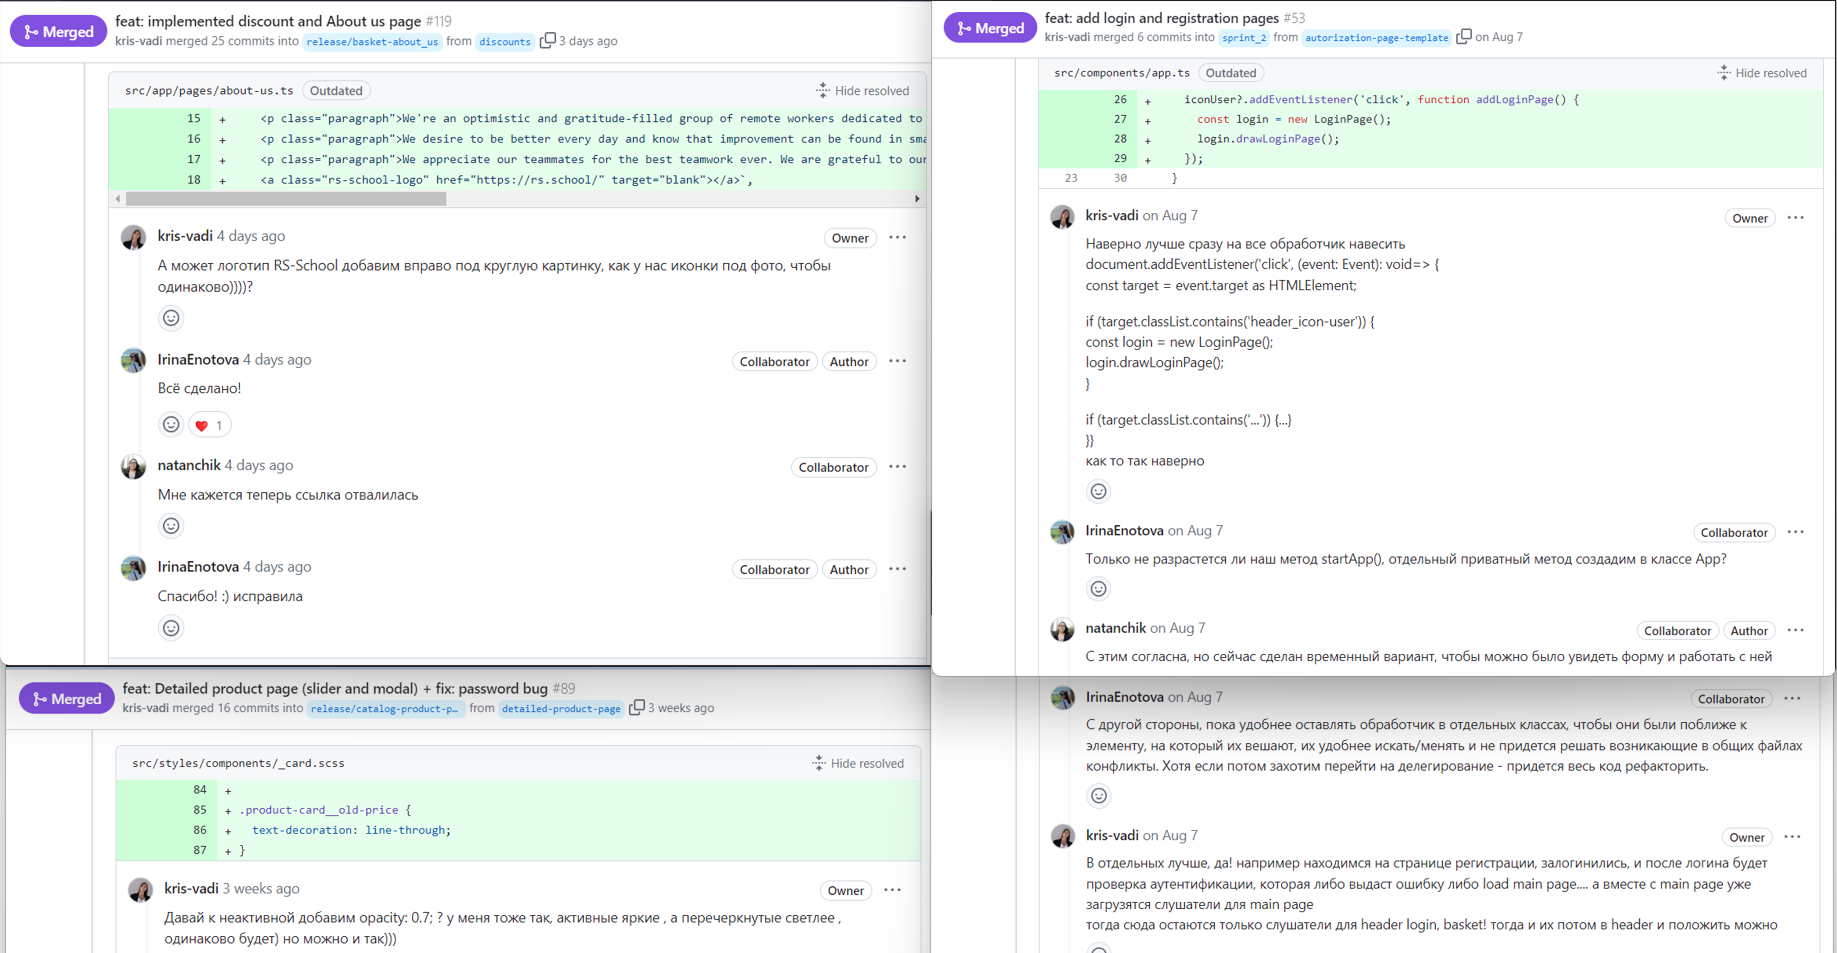 Merged
feat: implemented discount and About us page #119
kris-vadi merged 25 commits into release/basket-about_us from discounts 3 days ago
src/app/pages/about-us.ts Outdated Hide resolved
15 + <p class="paragraph">We're an optimistic and gratitude-filled group of remote workers dedicated to
16 + <p class="paragraph">We desire to be better every day and know that improvement can be found in sma
17 + <p class="paragraph">We appreciate our teammates for the best teamwork ever. We are grateful to our
18 + <a class="rs-school-logo" href="https://rs.school/" target="blank"></a>`,
kris-vadi 4 days ago Owner
А может логотип RS-School добавим вправо под круглую картинку, как у нас иконки под фото, чтобы
одинаково))))?
IrinaEnotova 4 days ago Collaborator Author
Всё сделано!
1
natanchik 4 days ago Collaborator
Мне кажется теперь ссылка отвалилась
IrinaEnotova 4 days ago Collaborator Author
Спасибо! :) исправила
Merged
feat: Detailed product page (slider and modal) + fix: password bug #89
kris-vadi merged 16 commits into release/catalog-product-p… from detailed-product-page 3 weeks ago
src/styles/components/_card.scss Hide resolved
84 +
85 + .product-card__old-price {
86 + text-decoration: line-through;
87 + }
kris-vadi 3 weeks ago Owner
Давай к неактивной добавим opacity: 0.7; ? у меня тоже так, активные яркие , а перечеркнутые светлее ,
одинаково будет) но можно и так)))
Merged
feat: add login and registration pages #53
kris-vadi merged 6 commits into sprint_2 from autorization-page-template on Aug 7
src/components/app.ts Outdated Hide resolved
26 + iconUser?.addEventListener('click', function addLoginPage() {
27 + const login = new LoginPage();
28 + login.drawLoginPage();
29 + });
23 30 }
kris-vadi on Aug 7 Owner
Наверно лучше сразу на все обработчик навесить
document.addEventListener('click', (event: Event): void=> {
const target = event.target as HTMLElement;
if (target.classList.contains('header_icon-user')) {
const login = new LoginPage();
login.drawLoginPage();
}
if (target.classList.contains('...')) {...}
}}
как то так наверно
IrinaEnotova on Aug 7 Collaborator
Только не разрастется ли наш метод startApp(), отдельный приватный метод создадим в классе App?
natanchik on Aug 7 Collaborator Author
С этим согласна, но сейчас сделан временный вариант, чтобы можно было увидеть форму и работать с ней
IrinaEnotova on Aug 7 Collaborator
С другой стороны, пока удобнее оставлять обработчик в отдельных классах, чтобы они были поближе к
элементу, на который их вешают, их удобнее искать/менять и не придется решать возникающие в общих файлах
конфликты. Хотя если потом захотим перейти на делегирование - придется весь код рефакторить.
kris-vadi on Aug 7 Owner
В отдельных лучше, да! например находимся на странице регистрации, залогинились, и после логина будет
проверка аутентификации, которая либо выдаст ошибку либо load main page.... а вместе с main page уже
загрузятся слушатели для main page
тогда сюда остаются только слушатели для header login, basket! тогда и их потом в header и положить можно